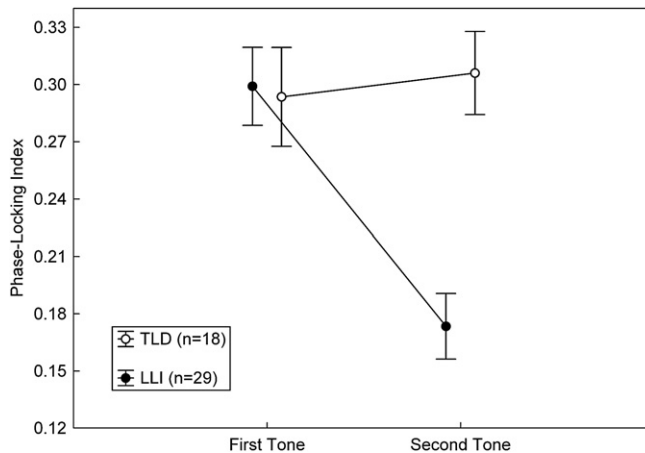 0.33
0.30
0.27
0.24
0.21
0.18
0.15
0.12
Phase-Locking Index
TLD (n=18)
LLI (n=29)
First Tone Second Tone